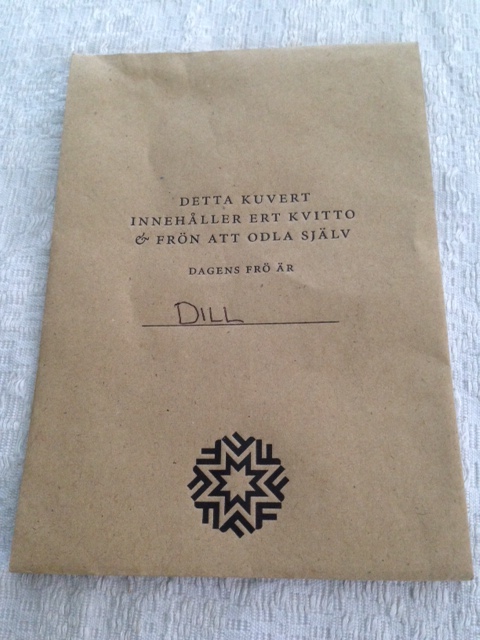 DETTA KUVERT
INNEHÅLLER ERT KVITTO
& FRÖN ATT ODLA SJÄLV
DAGENS FRÖ ÄR
DILL